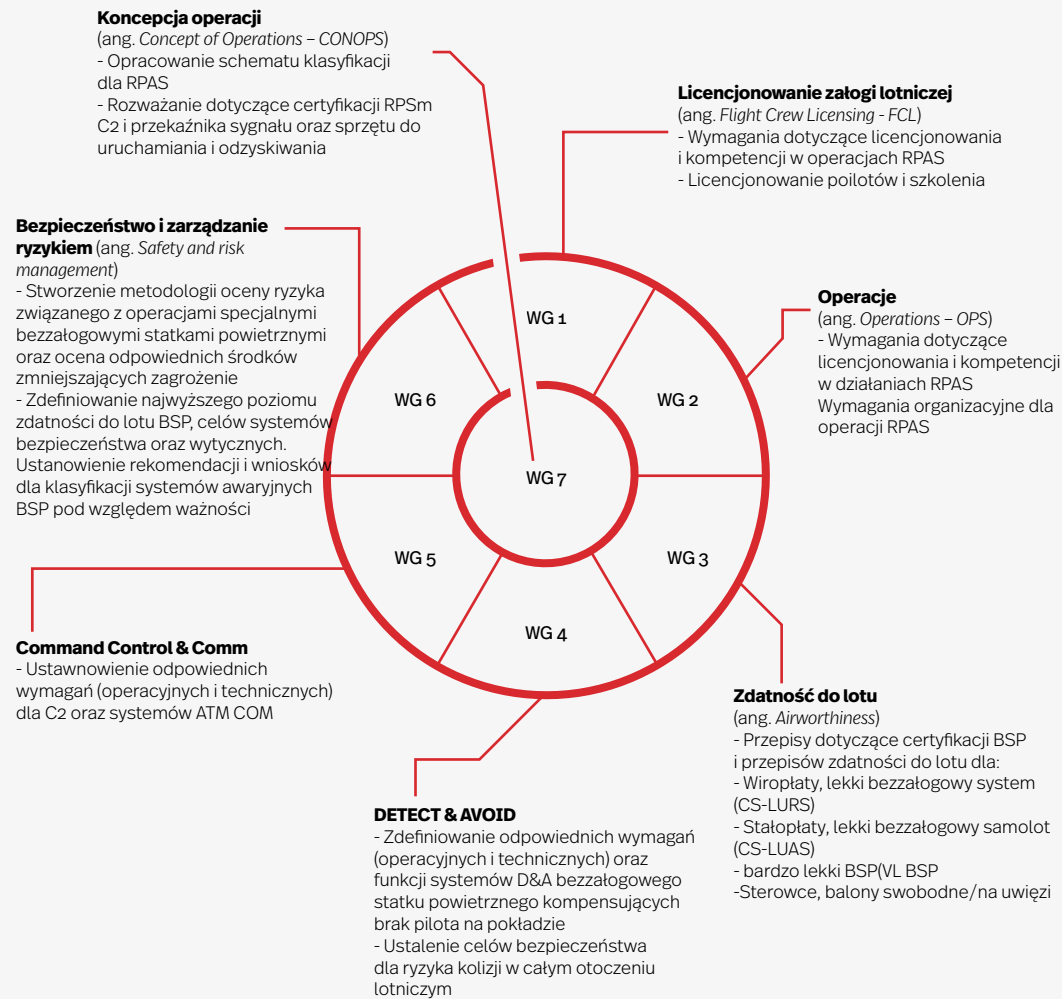 Koncepcja operacji
(ang. Concept of Operations – CONOPS)
- Opracowanie schematu klasyfikacji
dla RPAS
- Rozważanie dotyczące certyfikacji RPSm
C2 i przekaźnika sygnału oraz sprzętu do
uruchamiania i odzyskiwania
Licencjonowanie załogi lotniczej
(ang. Flight Crew Licensing - FCL)
- Wymagania dotyczące licencjonowania
i kompetencji w operacjach RPAS
- Licencjonowanie poilotów i szkolenia
Bezpieczeństwo i zarządzanie
ryzykiem (ang. Safety and risk
management)
- Stworzenie metodologii oceny ryzyka
związanego z operacjami specjalnymi
bezzałogowymi statkami powietrznymi
oraz ocena odpowiednich środków
zmniejszających zagrożenie
- Zdefiniowanie najwyższego poziomu
zdatności do lotu BSP, celów systemów
bezpieczeństwa oraz wytycznych.
Ustanowienie rekomendacji i wniosków
dla klasyfikacji systemów awaryjnych
BSP pod względem ważności
Operacje
(ang. Operations – OPS)
- Wymagania dotyczące
licencjonowania i kompetencji
w działaniach RPAS
Wymagania organizacyjne dla
operacji RPAS
WG 1
WG 6
WG 2
WG 7
WG 5
WG 3
WG 4
Command Control & Comm
- Ustawnowienie odpowiednich
wymagań (operacyjnych i technicznych)
dla C2 oraz systemów ATM COM
Zdatność do lotu
(ang. Airworthiness)
- Przepisy dotyczące certyfikacji BSP
i przepisów zdatności do lotu dla:
- Wiropłaty, lekki bezzałogowy system
(CS-LURS)
- Stałopłaty, lekki bezzałogowy samolot
(CS-LUAS)
- bardzo lekki BSP(VL BSP
-Sterowce, balony swobodne/na uwięzi
DETECT & AVOID
- Zdefiniowanie odpowiednich wymagań
(operacyjnych i technicznych) oraz
funkcji systemów D&A bezzałogowego
statku powietrznego kompensujących
brak pilota na pokładzie
- Ustalenie celów bezpieczeństwa
dla ryzyka kolizji w całym otoczeniu
lotniczym